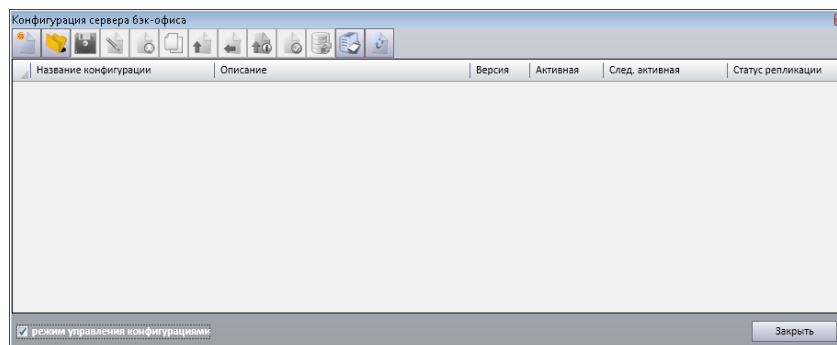 Конфигурация сервера бэк-офиса
Название конфигурации Описание Версия Активная След. активная Статус репликации
режим управления конфигурациями Закрыть